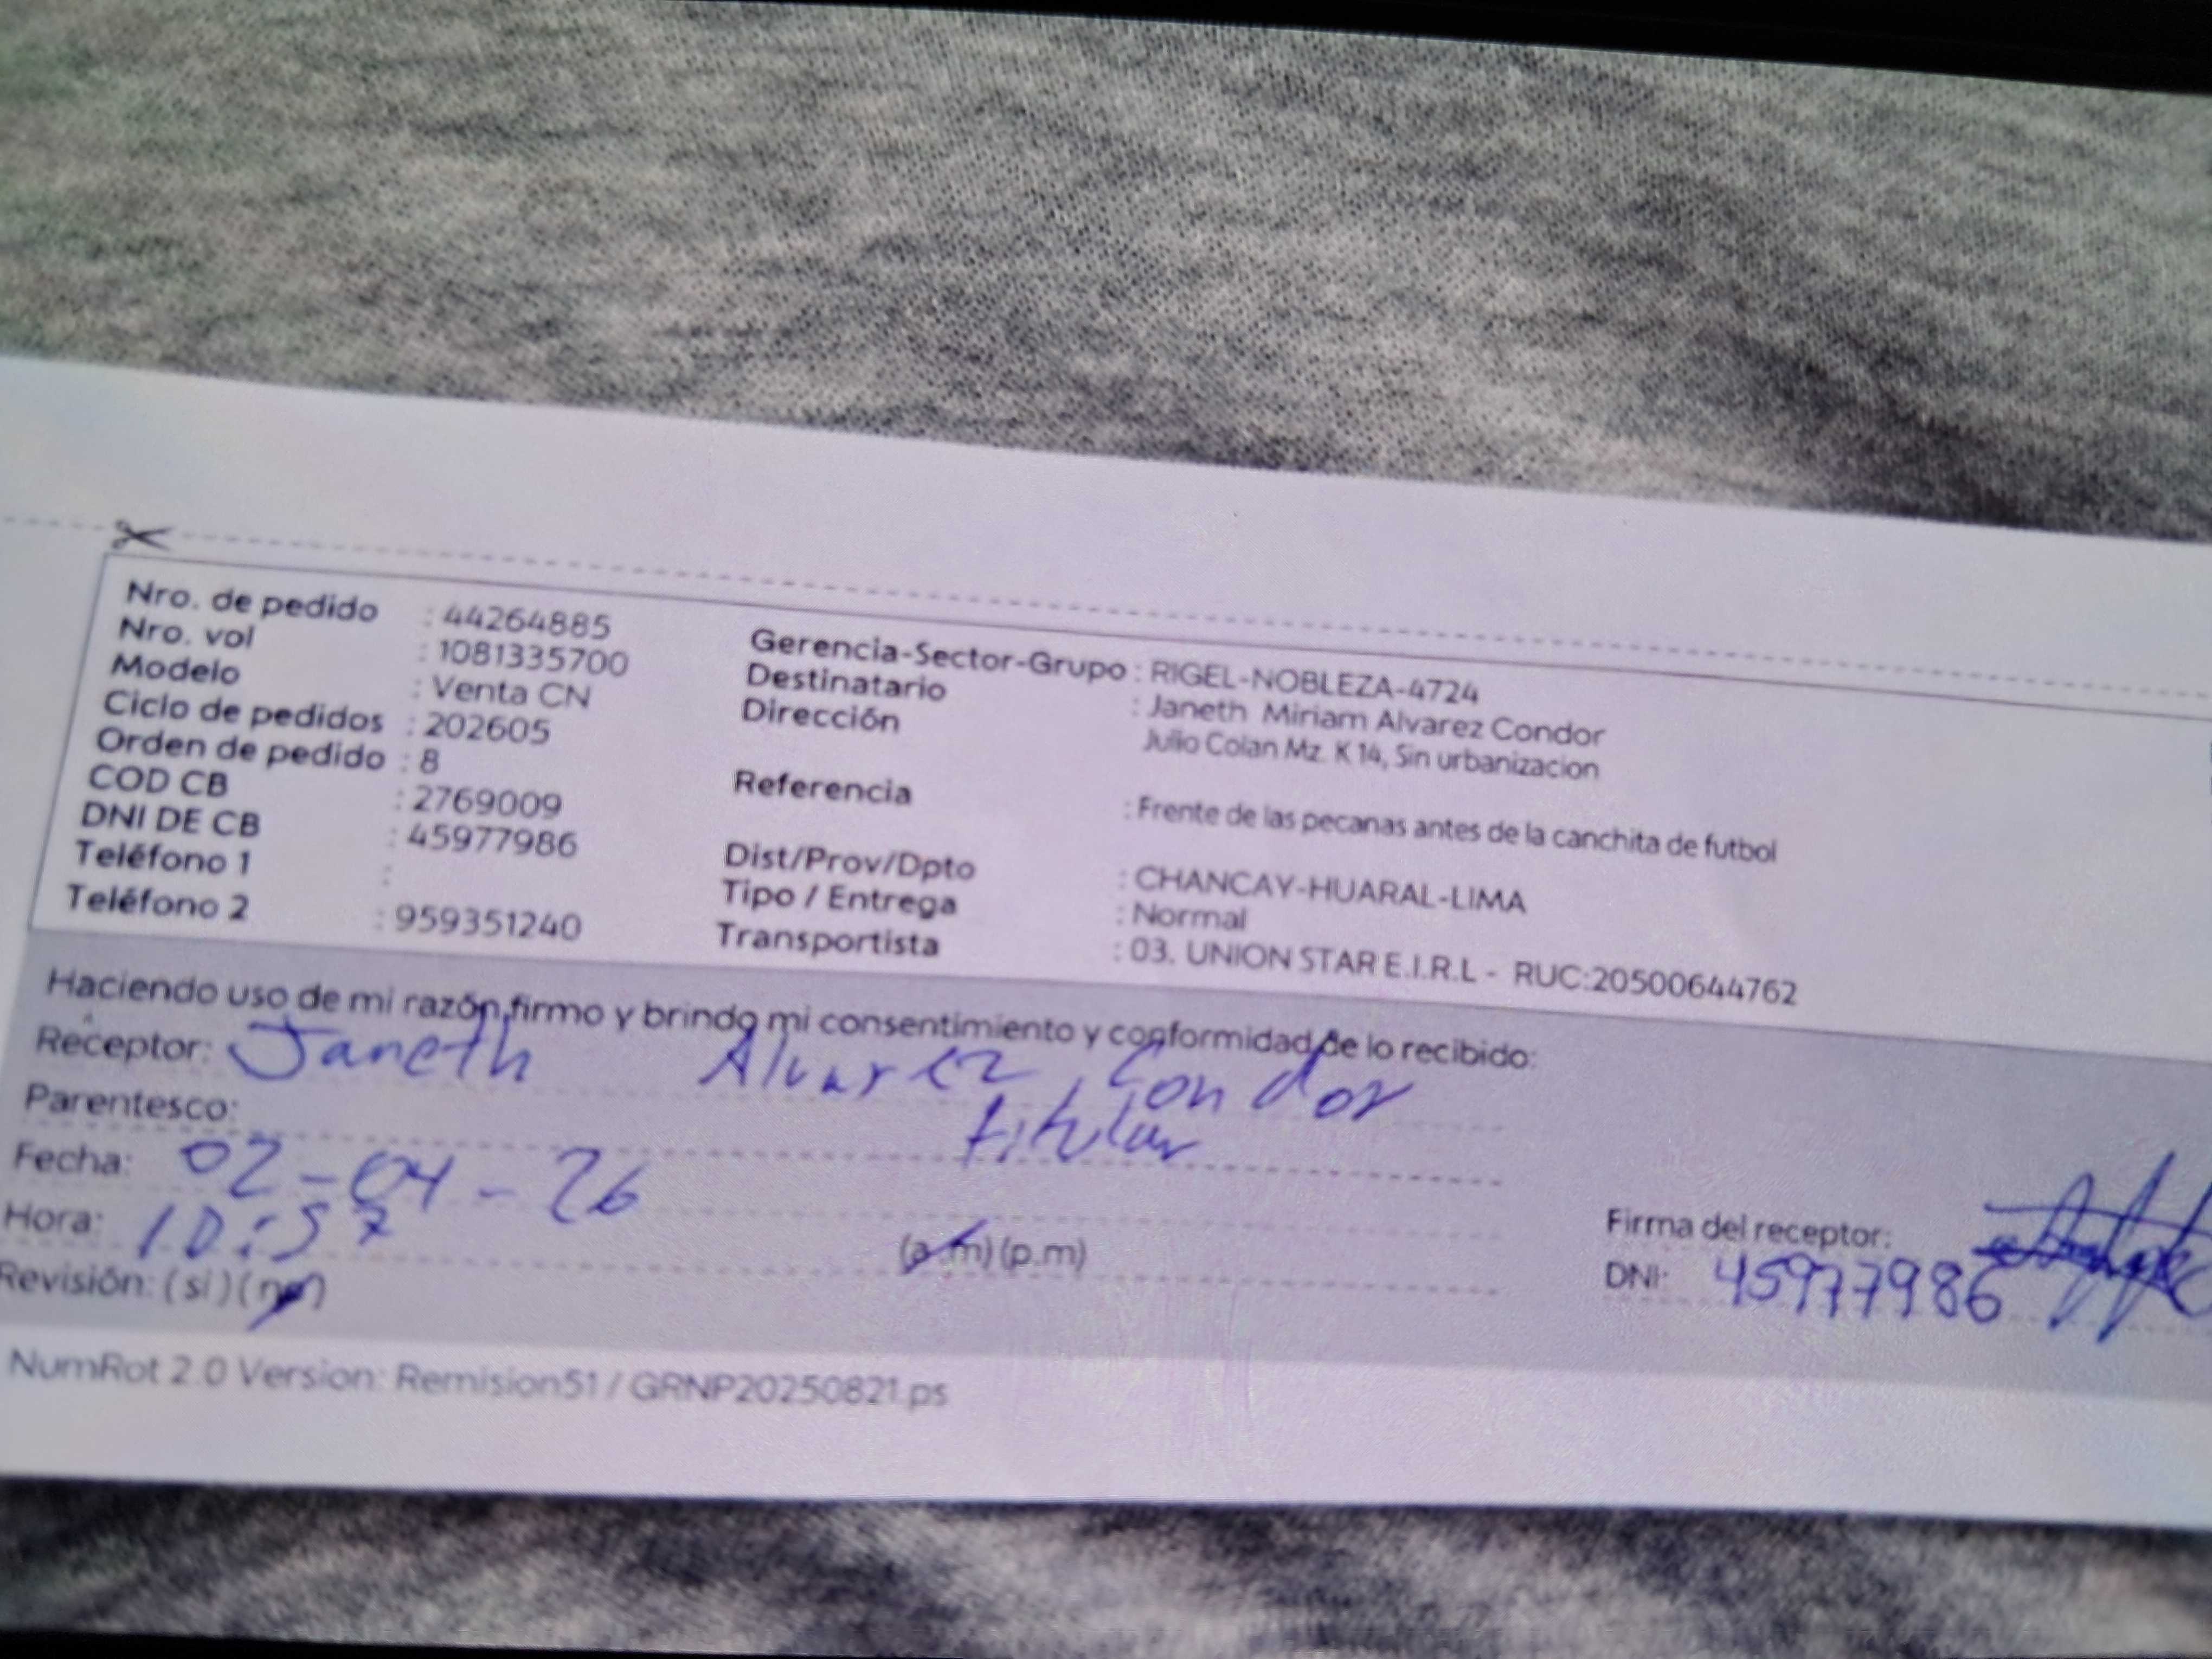 Nro. de pedido : 44264885
Nro. vol : 1081335700
Modelo : Venta CN
Ciclo de pedidos : 202605
Orden de pedido : 8
COD CB : 2769009
DNI DE CB : 45977986
Teléfono 1 :
Teléfono 2 : 959351240
Gerencia-Sector-Grupo : RIGEL-NOBLEZA-4724
Destinatario : Janeth Miriam Alvarez Condor
Dirección Julio Colan Mz. K 14, Sin urbanizacion
Referencia : Frente de las pecanas antes de la canchita de futbol
Dist/Prov/Dpto : CHANCAY-HUARAL-LIMA
Tipo / Entrega : Normal
Transportista : 03. UNION STAR E.I.R.L - RUC:20500644762
Haciendo uso de mi razón,firmo y brindo mi consentimiento y conformidad de lo recibido:
Receptor: Janeth Alvarez Condor
Parentesco: titular
Fecha: 02-04-26
Hora: 10:57 (a.m) (p.m)
Revisión: (si) (no)
Firma del receptor:
DNI: 45977986
NumRot 2.0 Version: Remision51 / GRNP20250821.ps